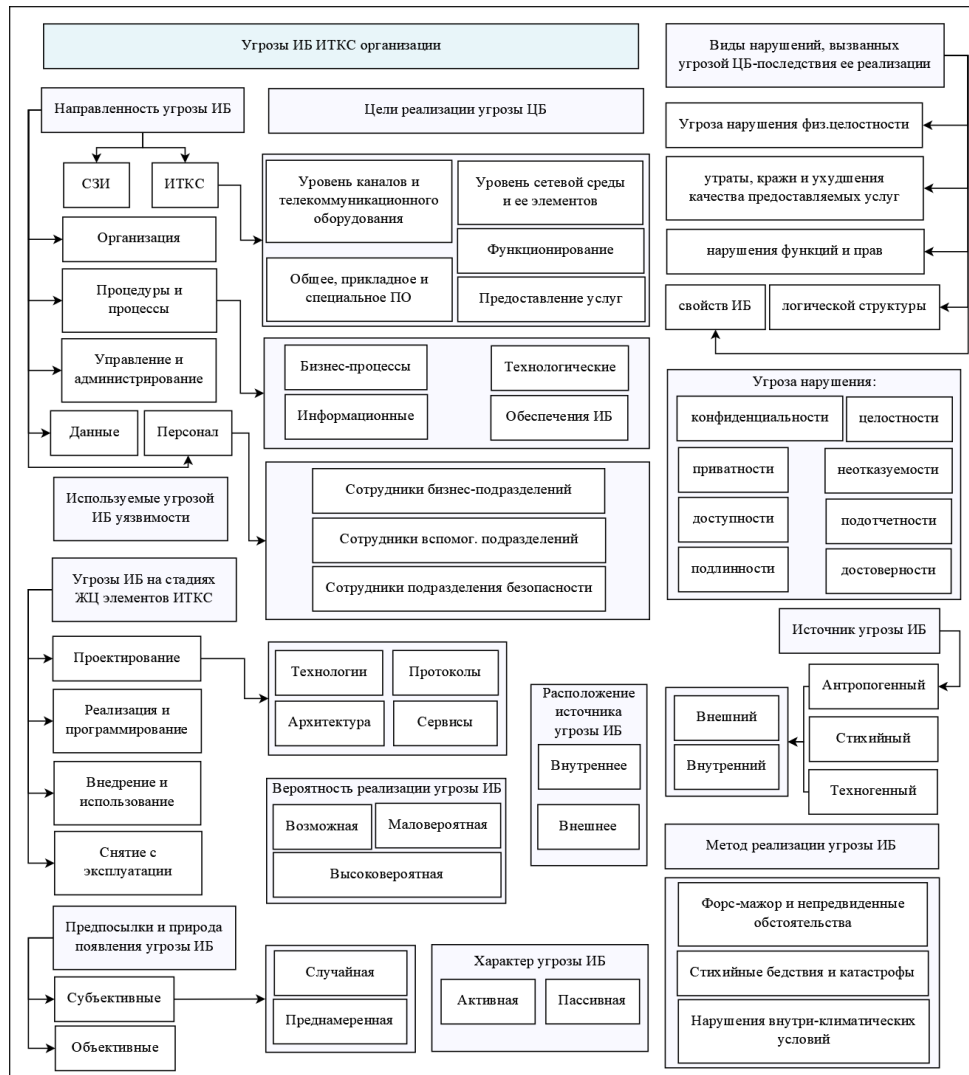 Угрозы ИБ ИТКС организации
Виды нарушений, вызванных
угрозой ЦБ-последствия ее реализации
Направленность угрозы ИБ
СЗИ
ИТКС
Организация
Процедуры и
процессы
Управление и
администрирование
Данные
Персонал
Цели реализации угрозы ЦБ
Уровень каналов и
телекоммуникационного
оборудования
Уровень сетевой среды
и ее элементов
Функционирование
Общее, прикладное и
специальное ПО
Предоставление услуг
Бизнес-процессы
Технологические
Информационные
Обеспечения ИБ
Сотрудники бизнес-подразделений
Сотрудники вспомог. подразделений
Сотрудники подразделения безопасности
Угроза нарушения физ.целостности
утраты, кражи и ухудшения
качества предоставляемых услуг
нарушения функций и прав
свойств ИБ
логической структуры
Угроза нарушения:
конфиденциальности
целостности
приватности
неотказуемости
доступности
подотчетности
подлинности
достоверности
Используемые угрозой
ИБ уязвимости
Угрозы ИБ на стадиях
ЖЦ элементов ИТКС
Проектирование
Реализация и
программирование
Внедрение и
использование
Снятие с
эксплуатации
Технологии
Протоколы
Архитектура
Сервисы
Вероятность реализации угрозы ИБ
Возможная
Маловероятная
Высоковероятная
Расположение
источника
угрозы ИБ
Внутреннее
Внешнее
Источник угрозы ИБ
Антропогенный
Стихийный
Техногенный
Внешний
Внутренний
Метод реализации угрозы ИБ
Форс-мажор и непредвиденные
обстоятельства
Стихийные бедствия и катастрофы
Нарушения внутри-климатических
условий
Предпосылки и природа
появления угрозы ИБ
Субъективные
Объективные
Случайная
Преднамеренная
Характер угрозы ИБ
Активная
Пассивная